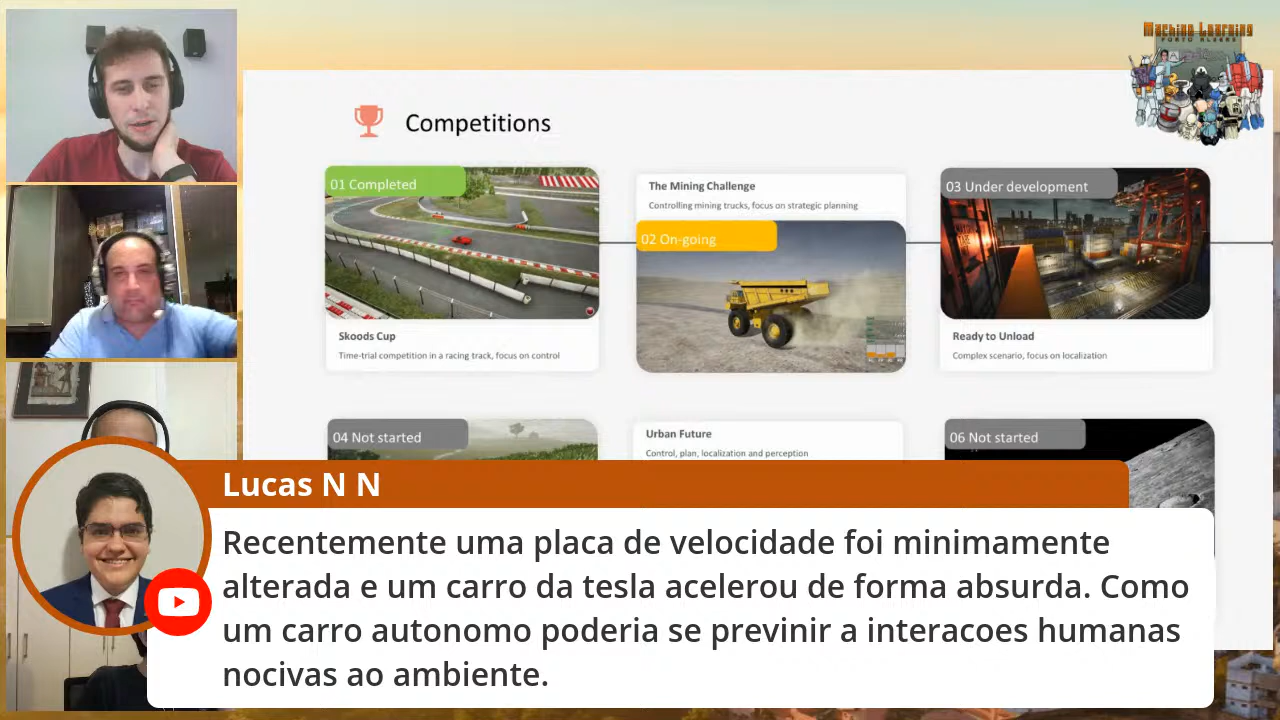 Machine Learning
PORTO ALEGRE
Competitions
01 Completed
Skoods Cup
Time-trial competition in a racing track, focus on control
The Mining Challenge
Controlling mining trucks, focus on strategic planning
02 On-going
03 Under development
Ready to Unload
Complex scenario, focus on localization
04 Not started
Urban Future
Control, plan, localization and perception
06 Not started
Lucas N N
Recentemente uma placa de velocidade foi minimamente
alterada e um carro da tesla acelerou de forma absurda. Como
um carro autonomo poderia se previnir a interacoes humanas
nocivas ao ambiente.